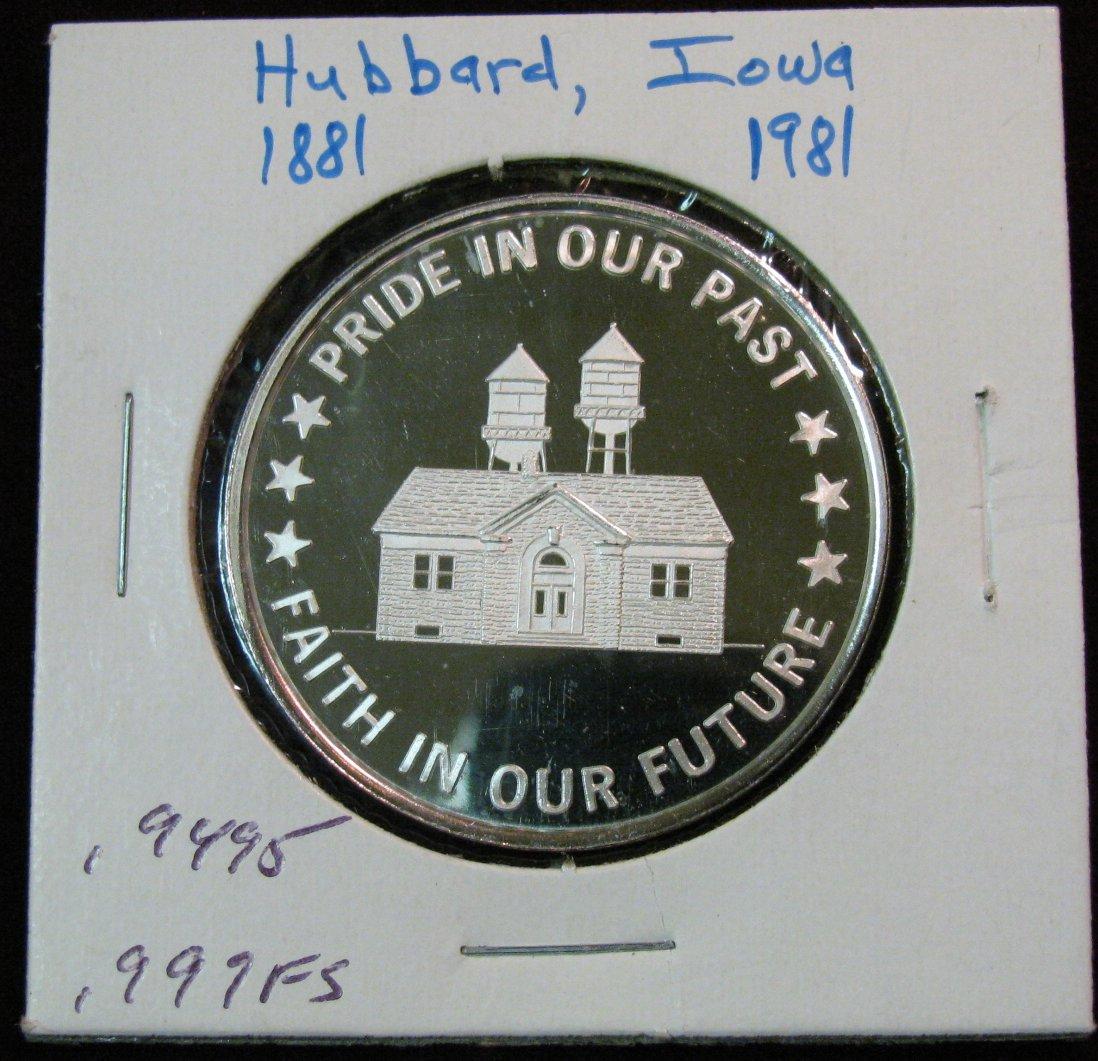 Hubbard, Iowa
1881 1981
PRIDE IN OUR PAST
FAITH IN OUR FUTURE
.9495
.999FS